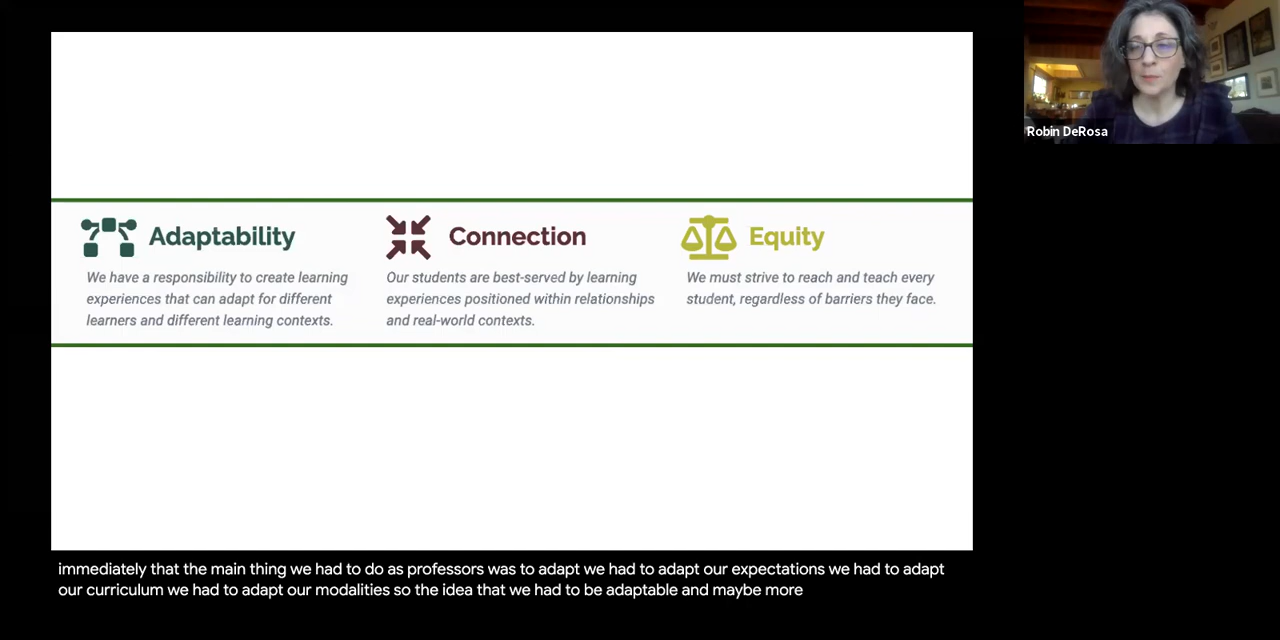 Robin DeRosa
Adaptability
We have a responsibility to create learning
experiences that can adapt for different
learners and different learning contexts.
Connection
Our students are best-served by learning
experiences positioned within relationships
and real-world contexts.
Equity
We must strive to reach and teach every
student, regardless of barriers they face.
immediately that the main thing we had to do as professors was to adapt we had to adapt our expectations we had to adapt
our curriculum we had to adapt our modalities so the idea that we had to be adaptable and maybe more